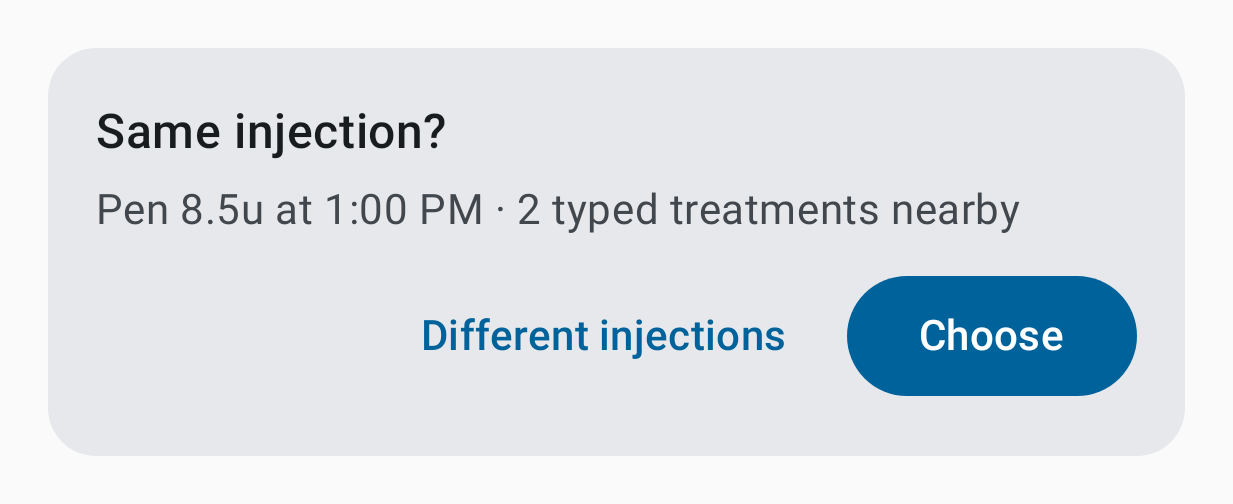 Same injection?
Pen 8.5u at 1:00 PM · 2 typed treatments nearby
Different injections
Choose